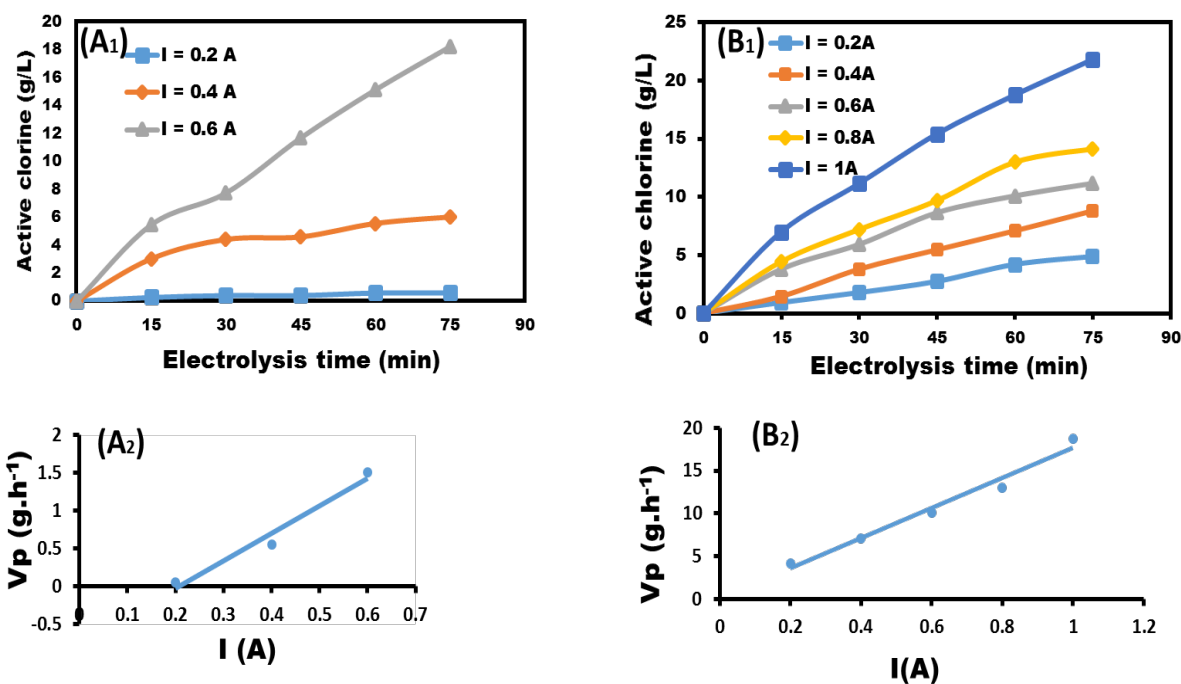 (A1)
I = 0.2 A
I = 0.4 A
I = 0.6 A
Active clorine (g/L)
20
18
16
14
12
10
8
6
4
2
0
0 15 30 45 60 75 90
Electrolysis time (min)
(B1)
I = 0.2A
I = 0.4A
I = 0.6A
I = 0.8A
I = 1A
Active chlorine (g/L)
25
20
15
10
5
0
0 15 30 45 60 75 90
Electrolysis time (min)
(A2)
Vp (g.h-1)
2
1.5
1
0.5
0
-0.5
0 0.1 0.2 0.3 0.4 0.5 0.6 0.7
I (A)
(B2)
Vp (g.h-1)
20
15
10
5
0
0.2 0.4 0.6 0.8 1 1.2
I(A)